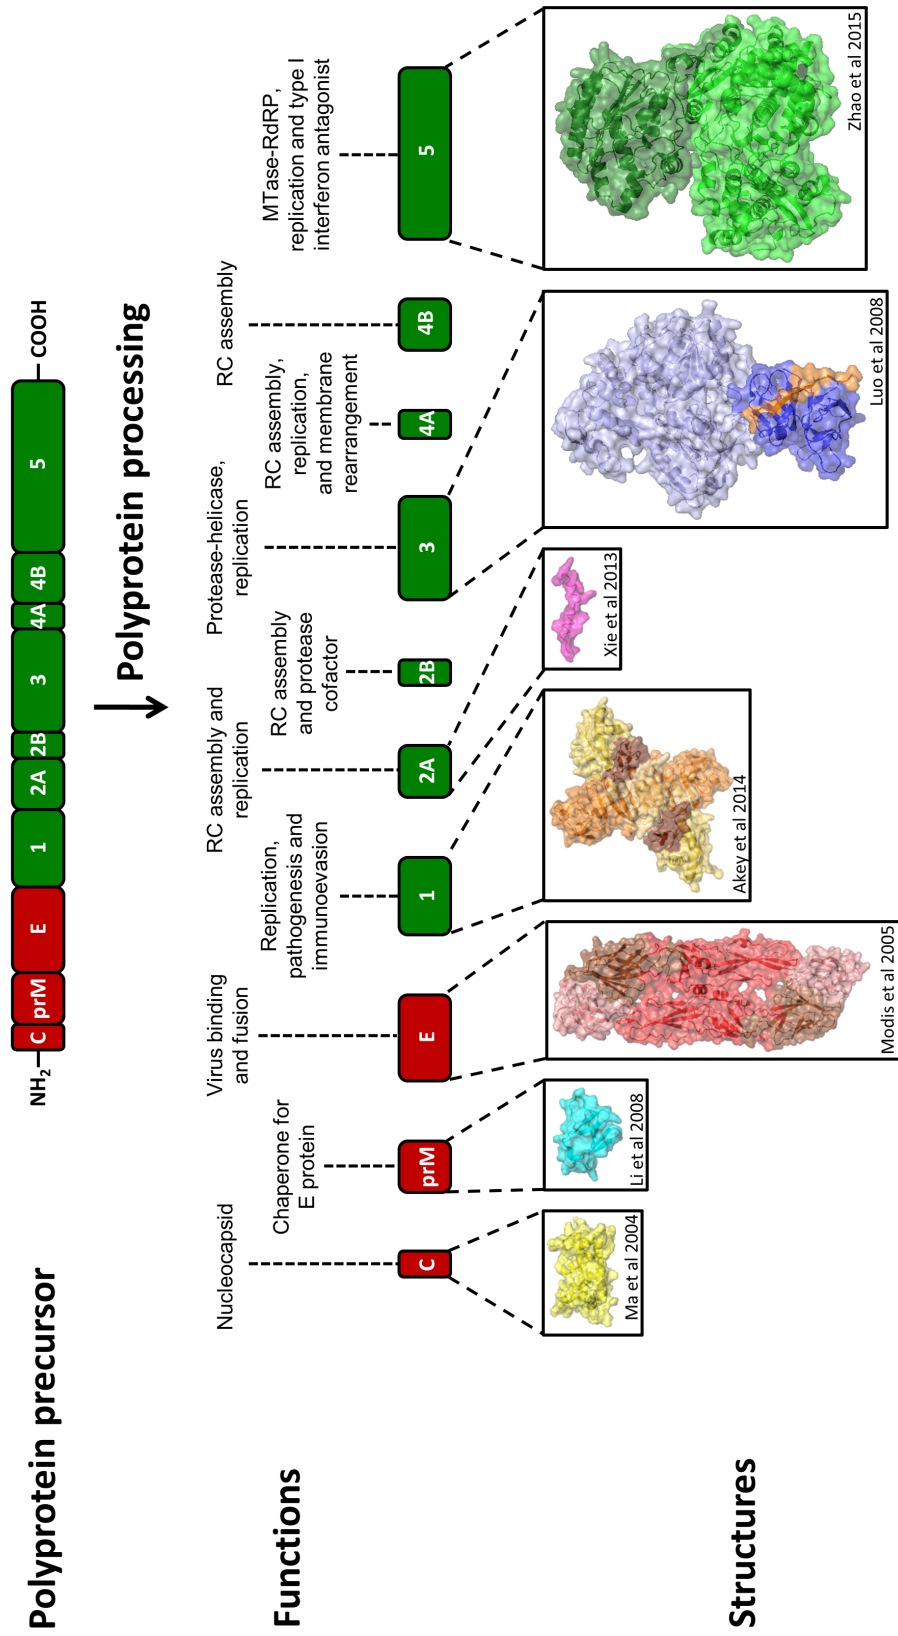 Polyprotein precursor
NH2
C
prM
E
1
2A
2B
3
4A
4B
5
COOH
Polyprotein processing
Functions
Nucleocapsid
Chaperone for
E protein
Virus binding
and fusion
Replication,
pathogenesis and
immunoevasion
RC assembly and
replication
RC assembly
and protease
cofactor
Protease-helicase,
replication
RC assembly,
replication,
and membrane
rearrangement
RC assembly
MTase-RdRP,
replication and type I
interferon antagonist
C
prM
E
1
2A
2B
3
4A
4B
5
Structures
Ma et al 2004
Li et al 2008
Modis et al 2005
Akey et al 2014
Xie et al 2013
Luo et al 2008
Zhao et al 2015